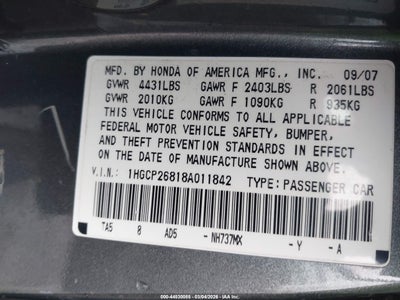 MFD. BY HONDA OF AMERICA MFG., INC. 09/07
GVWR 4431LBS GAWR F 2403LBS R 2061LBS
GVWR 2010KG GAWR F 1090KG R 935KG
THIS VEHICLE CONFORMS TO ALL APPLICABLE
FEDERAL MOTOR VEHICLE SAFETY, BUMPER,
AND THEFT PREVENTION STANDARDS IN EFFECT
ON THE DATE OF MANUFACTURE SHOWN ABOVE.
V.I.N: 1HGCP26818A011842 TYPE: PASSENGER CAR
TA5 0 AD5 - NH737MX - Y - A
000-44630085 - 03/04/2026 - IAA Inc.